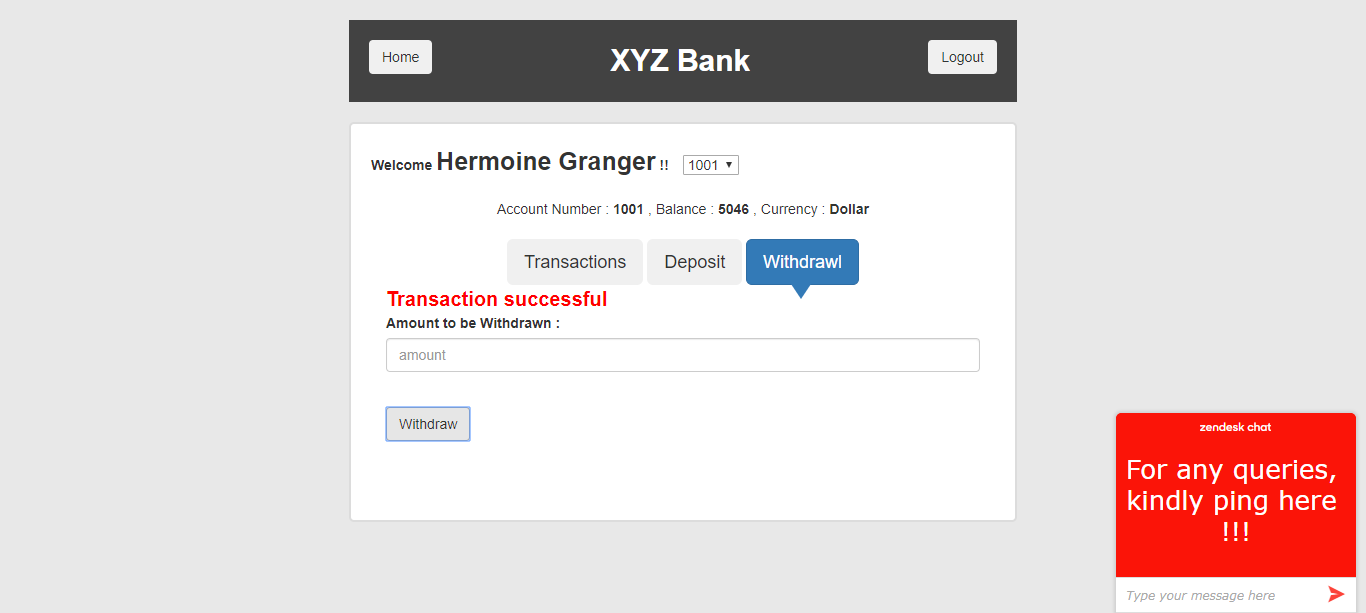 Home
XYZ Bank
Logout
Welcome Hermoine Granger !! 1001
Account Number : 1001 , Balance : 5046 , Currency : Dollar
Transactions
Deposit
Withdrawl
Transaction successful
Amount to be Withdrawn :
amount
Withdraw
zendesk chat
For any queries,
kindly ping here
!!!
Type your message here